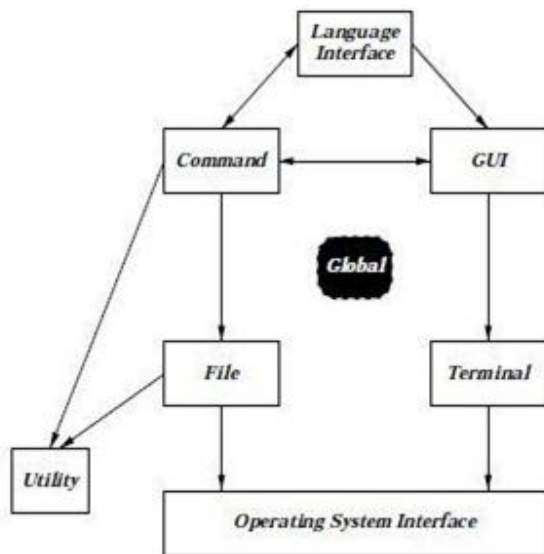 Language
Interface
Command
GUI
Global
File
Terminal
Utility
Operating System Interface